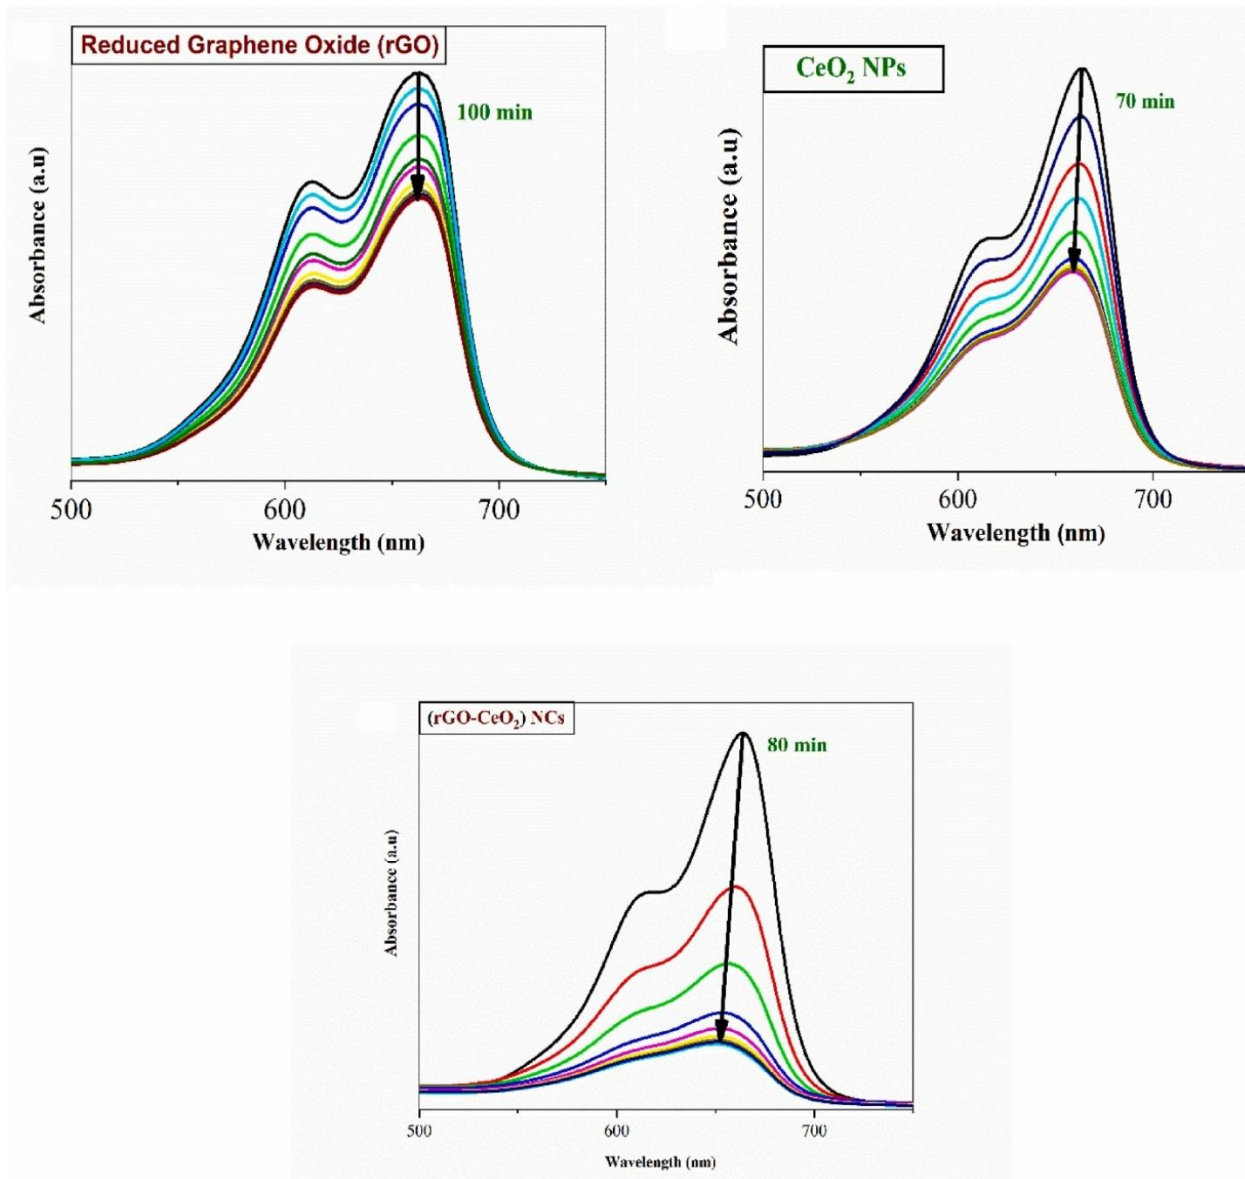 Reduced Graphene Oxide (rGO)
100 min
Absorbance (a.u)
500
600
700
Wavelength (nm)
CeO₂ NPs
70 min
Absorbance (a.u)
500
600
700
Wavelength (nm)
(rGO-CeO₂) NCs
80 min
Absorbance (a.u)
500
600
700
Wavelength (nm)